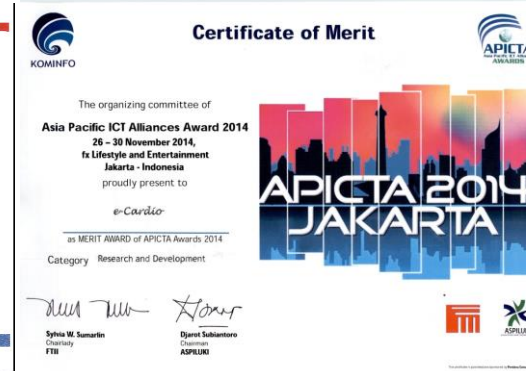 Certificate of Merit
KOMINFO
APICTA
AWARDS
The organizing committee of
Asia Pacific ICT Alliances Award 2014
26 – 30 November 2014,
fx Lifestyle and Entertainment
Jakarta - Indonesia
proudly present to
e-Cardio
as MERIT AWARD of APICTA Awards 2014
Category Research and Development
APICTA 2014
JAKARTA
Sylvia W. Sumarlin
Chairlady
FTII
Djarot Subiantoro
Chairman
ASPILUKI
ASPILUKI